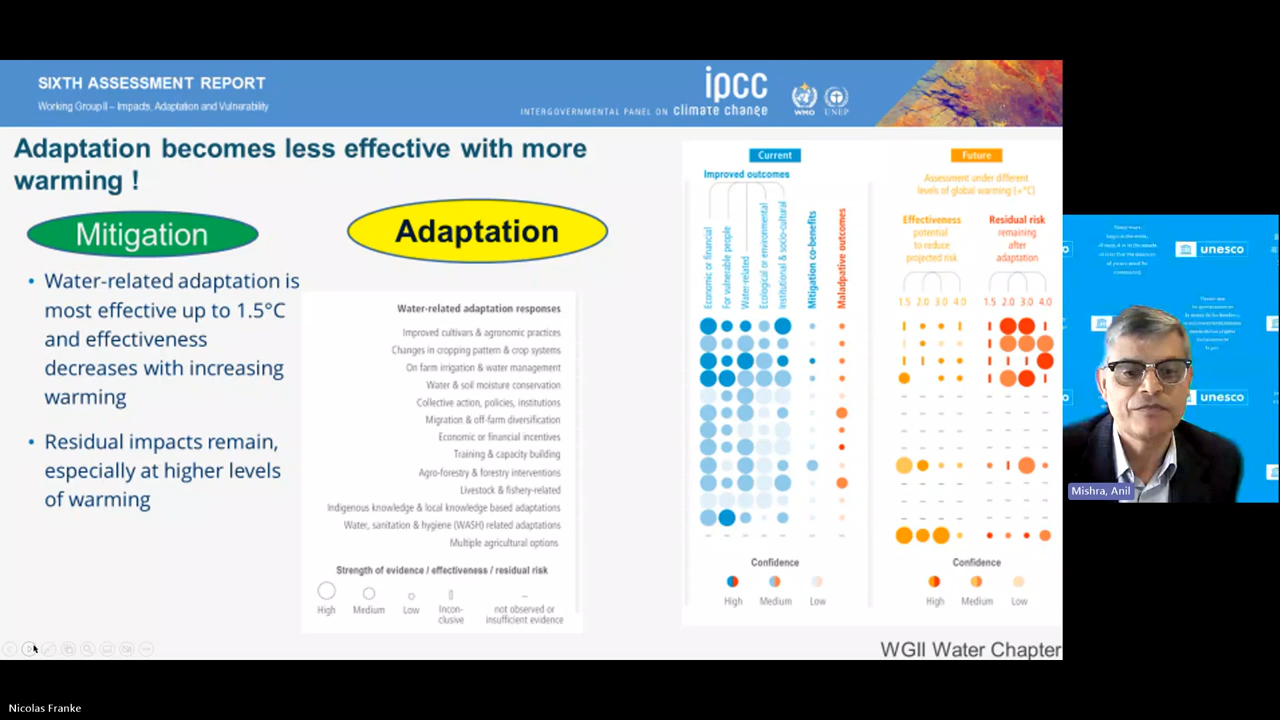 SIXTH ASSESSMENT REPORT
Working Group II – Impacts, Adaptation and Vulnerability
INTERGOVERNMENTAL PANEL ON climate change
ipcc
WMO
UNEP
Adaptation becomes less effective with more
warming !
Mitigation
Adaptation
• Water-related adaptation is
most effective up to 1.5°C
and effectiveness
decreases with increasing
warming
• Residual impacts remain,
especially at higher levels
of warming
Water-related adaptation responses
Improved cultivars & agronomic practices
Changes in cropping pattern & crop systems
On farm irrigation & water management
Water & soil moisture conservation
Collective action, policies, institutions
Migration & off-farm diversification
Economic or financial incentives
Training & capacity building
Agro-forestry & forestry interventions
Livestock & fishery-related
Indigenous knowledge & local knowledge based adaptations
Water, sanitation & hygiene (WASH) related adaptations
Multiple agricultural options
Strength of evidence / effectiveness / residual risk
High
Medium
Low
Incon-
clusive
not observed or
insufficient evidence
Current
Improved outcomes
Economic or financial
For vulnerable people
Water-related
Ecological or environmental
Institutional & socio-cultural
Mitigation co-benefits
Maladpative outcomes
Confidence
High
Medium
Low
Future
Assessment under different
levels of global warming (+°C)
Effectiveness
potential
to reduce
projected risk
Residual risk
remaining
after
adaptation
1.5 2.0 3.0 4.0
1.5 2.0 3.0 4.0
Confidence
High
Medium
Low
WGII Water Chapter
unesco
unesco
unesco
Mishra, Anil
Nicolas Franke